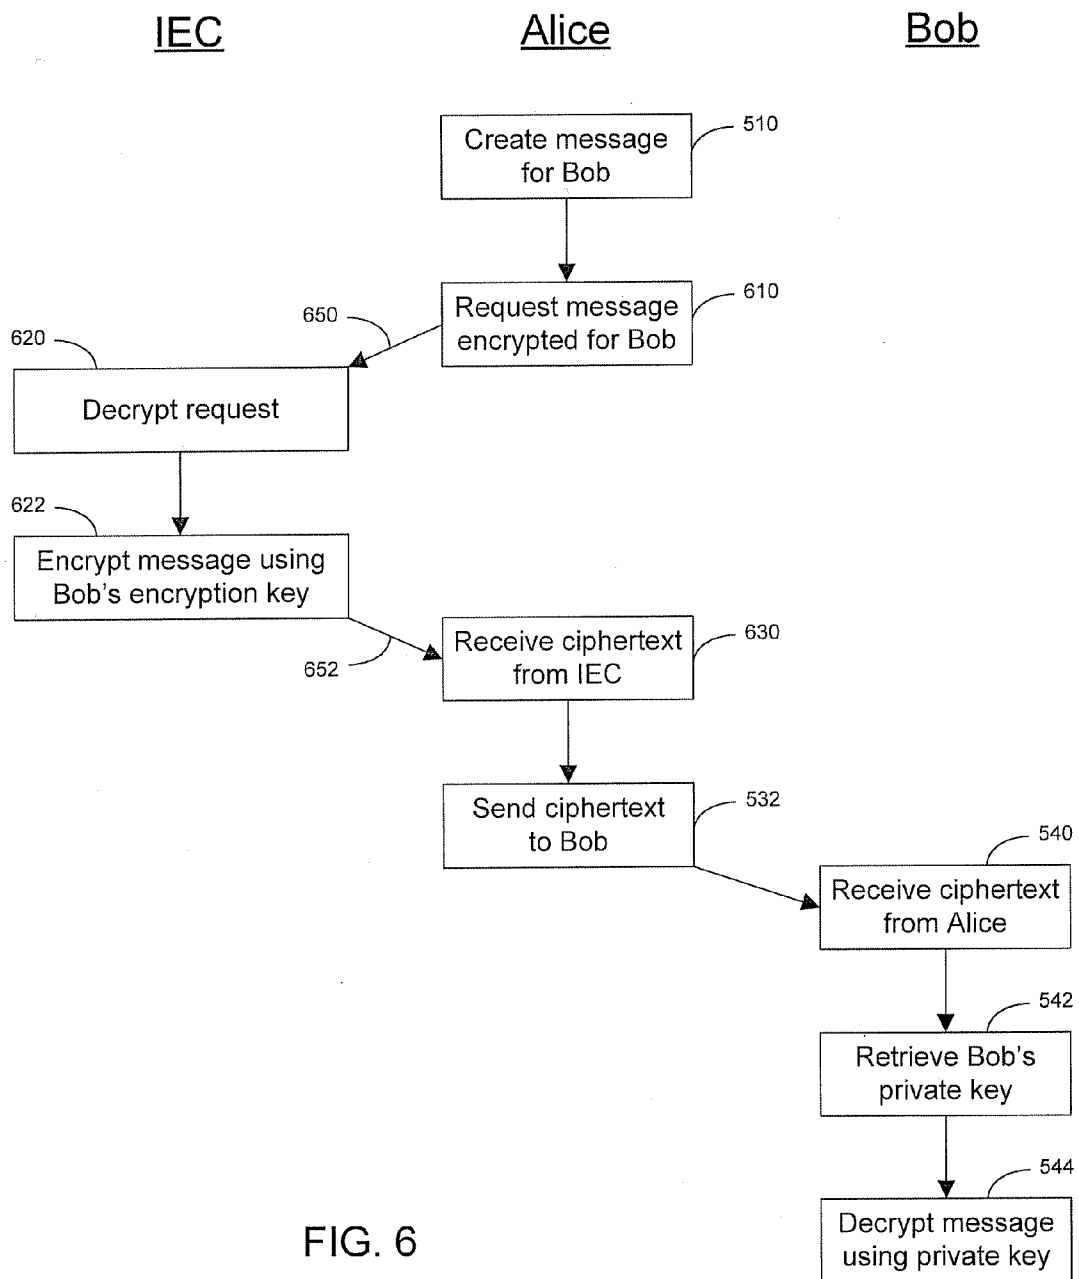 IEC
Alice
Bob
Create message
for Bob
510
Request message
encrypted for Bob
610
650
620
Decrypt request
622
Encrypt message using
Bob's encryption key
652
Receive ciphertext
from IEC
630
Send ciphertext
to Bob
532
540
Receive ciphertext
from Alice
542
Retrieve Bob's
private key
544
Decrypt message
using private key
FIG. 6